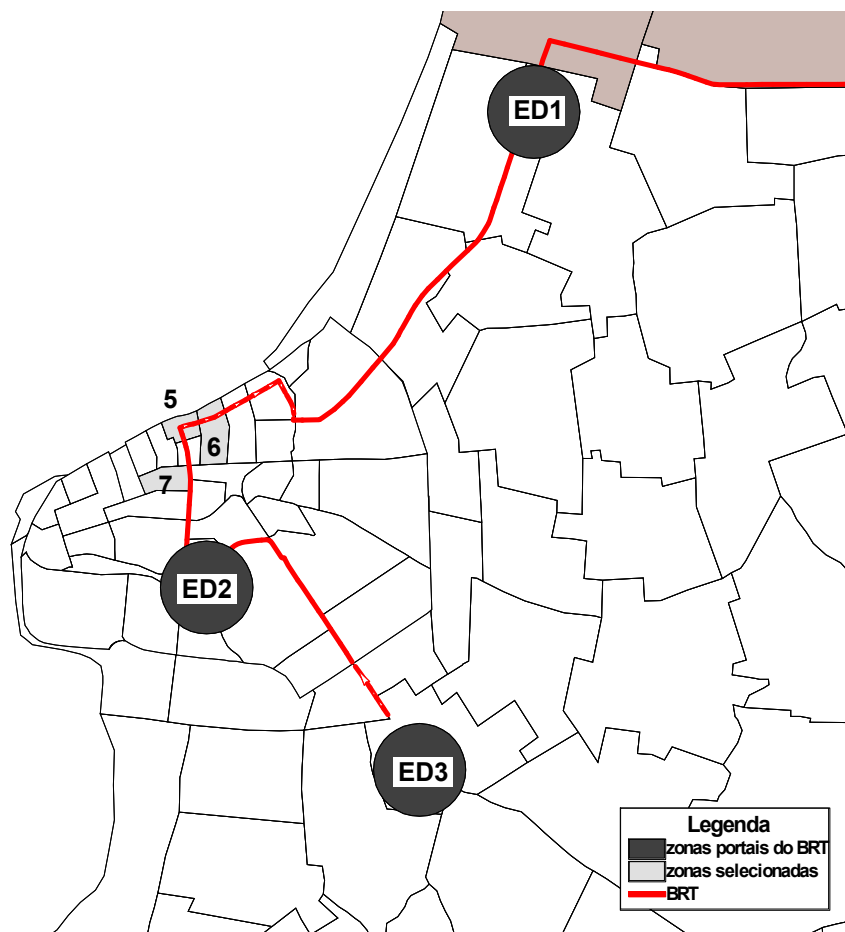 ED1
5
6
7
ED2
ED3
Legenda
zonas portais do BRT
zonas selecionadas
BRT